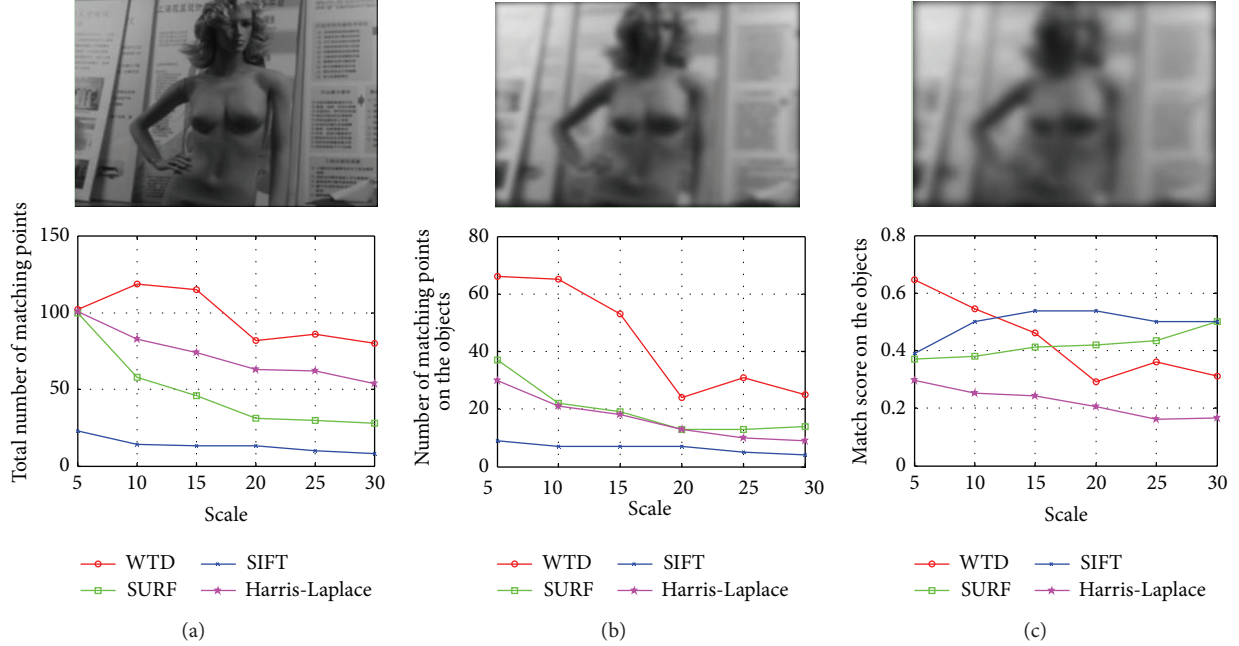 Total number of matching points
150
100
50
0
5 10 15 20 25 30
Scale
WTD
SIFT
SURF
Harris-Laplace
(a)
Number of matching points
on the objects
80
60
40
20
0
5 10 15 20 25 30
Scale
WTD
SIFT
SURF
Harris-Laplace
(b)
Match score on the objects
0.8
0.6
0.4
0.2
0
5 10 15 20 25 30
Scale
WTD
SIFT
SURF
Harris-Laplace
(c)